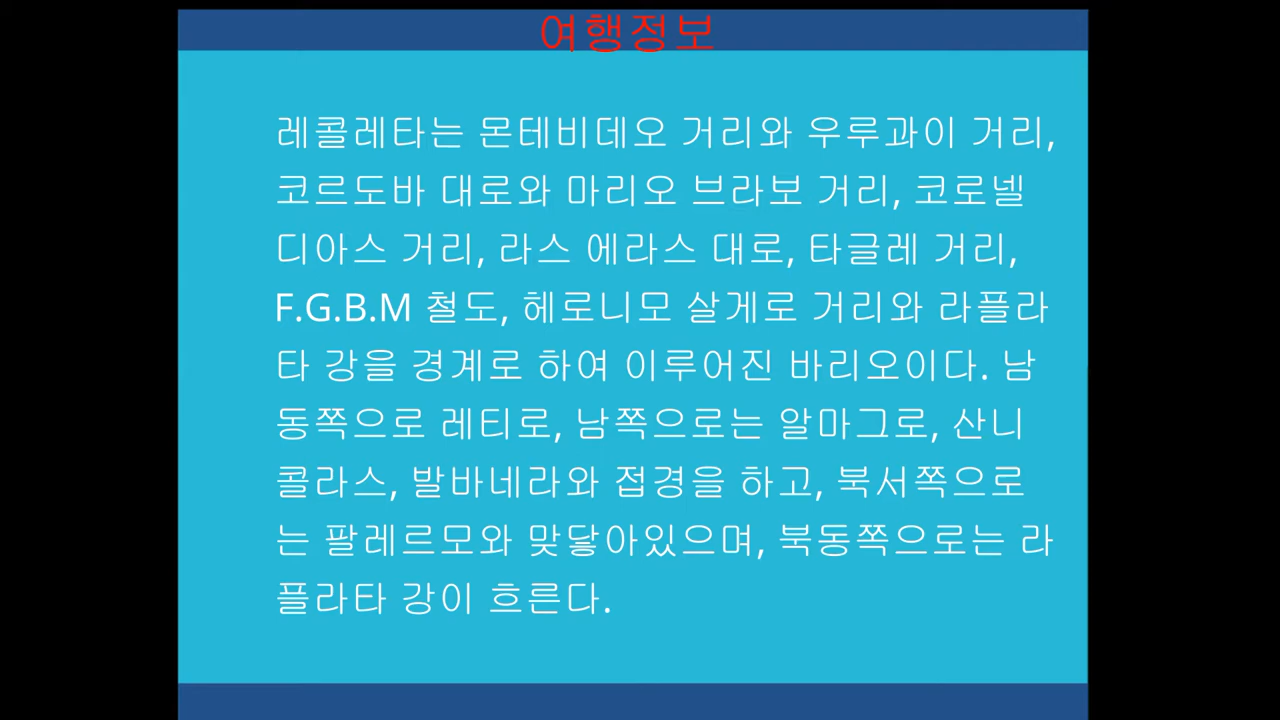 여행정보
레콜레타는 몬테비데오 거리와 우루과이 거리,
코르도바 대로와 마리오 브라보 거리, 코로넬
디아스 거리, 라스 에라스 대로, 타글레 거리,
F.G.B.M 철도, 헤로니모 살게로 거리와 라플라
타 강을 경계로 하여 이루어진 바리오이다. 남
동쪽으로 레티로, 남쪽으로는 알마그로, 산니
콜라스, 발바네라와 접경을 하고, 북서쪽으로
는 팔레르모와 맞닿아있으며, 북동쪽으로는 라
플라타 강이 흐른다.